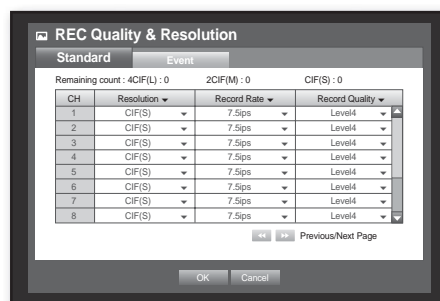 REC Quality & Resolution
Standard Event
Remaining count : 4CIF(L) : 0 2CIF(M) : 0 CIF(S) : 0
CH Resolution Record Rate Record Quality
1 CIF(S) 7.5ips Level4
2 CIF(S) 7.5ips Level4
3 CIF(S) 7.5ips Level4
4 CIF(S) 7.5ips Level4
5 CIF(S) 7.5ips Level4
6 CIF(S) 7.5ips Level4
7 CIF(S) 7.5ips Level4
8 CIF(S) 7.5ips Level4
Previous/Next Page
OK Cancel